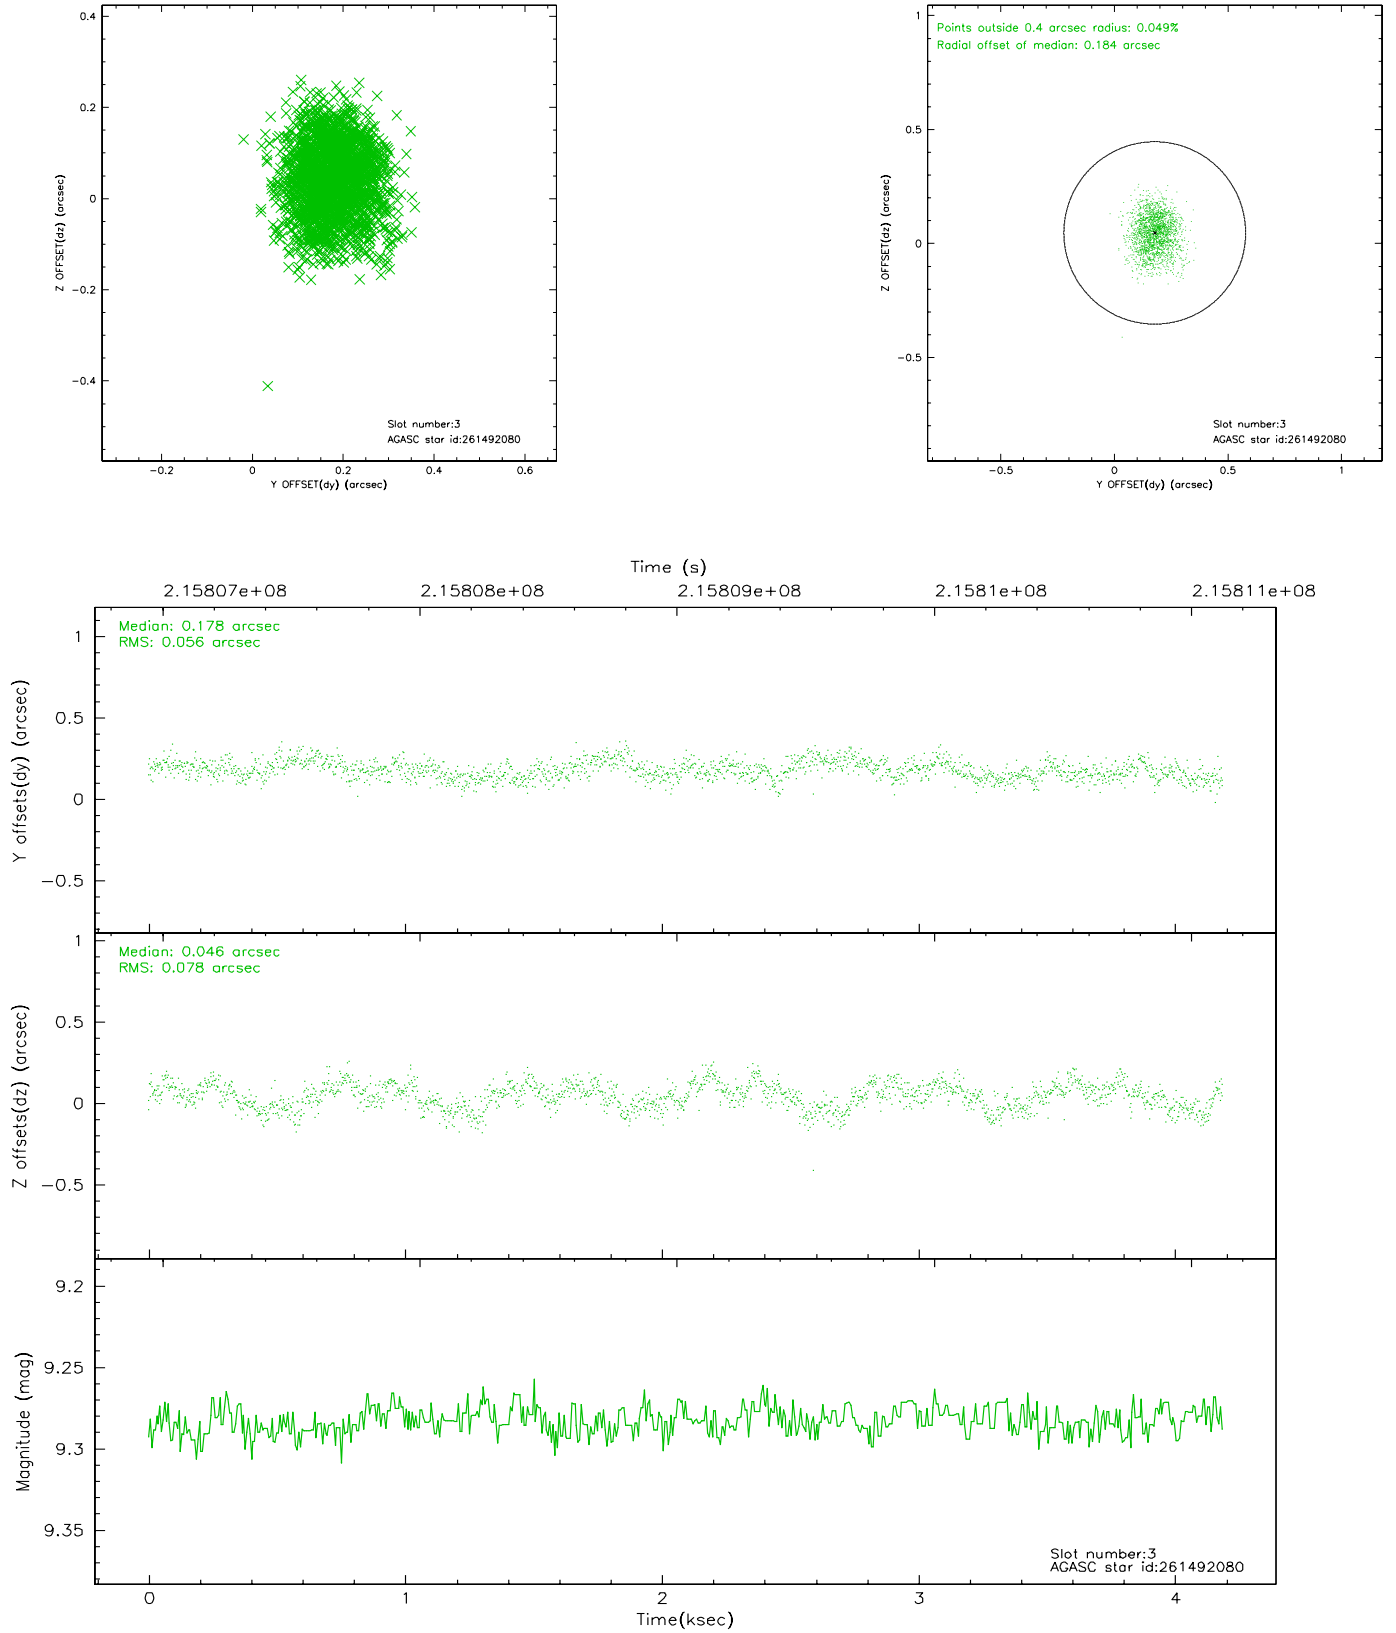 0.4
0.2
0
−0.2
−0.4
Z OFFSET(dz) (arcsec)
Slot number:3
AGASC star id:261492080
−0.2 0 0.2 0.4 0.6
Y OFFSET(dy) (arcsec)
Points outside 0.4 arcsec radius: 0.049%
Radial offset of median: 0.184 arcsec
1
0.5
0
−0.5
Z OFFSET(dz) (arcsec)
Slot number:3
AGASC star id:261492080
−0.5 0 0.5 1
Y OFFSET(dy) (arcsec)
Time (s)
2.15807e+08 2.15808e+08 2.15809e+08 2.1581e+08 2.15811e+08
Median: 0.178 arcsec
RMS: 0.056 arcsec
1
0.5
0
−0.5
Y offsets(dy) (arcsec)
Median: 0.046 arcsec
RMS: 0.078 arcsec
1
0.5
0
−0.5
Z offsets(dz) (arcsec)
9.2
9.25
9.3
9.35
Magnitude (mag)
Slot number:3
AGASC star id:261492080
0 1 2 3 4
Time(ksec)